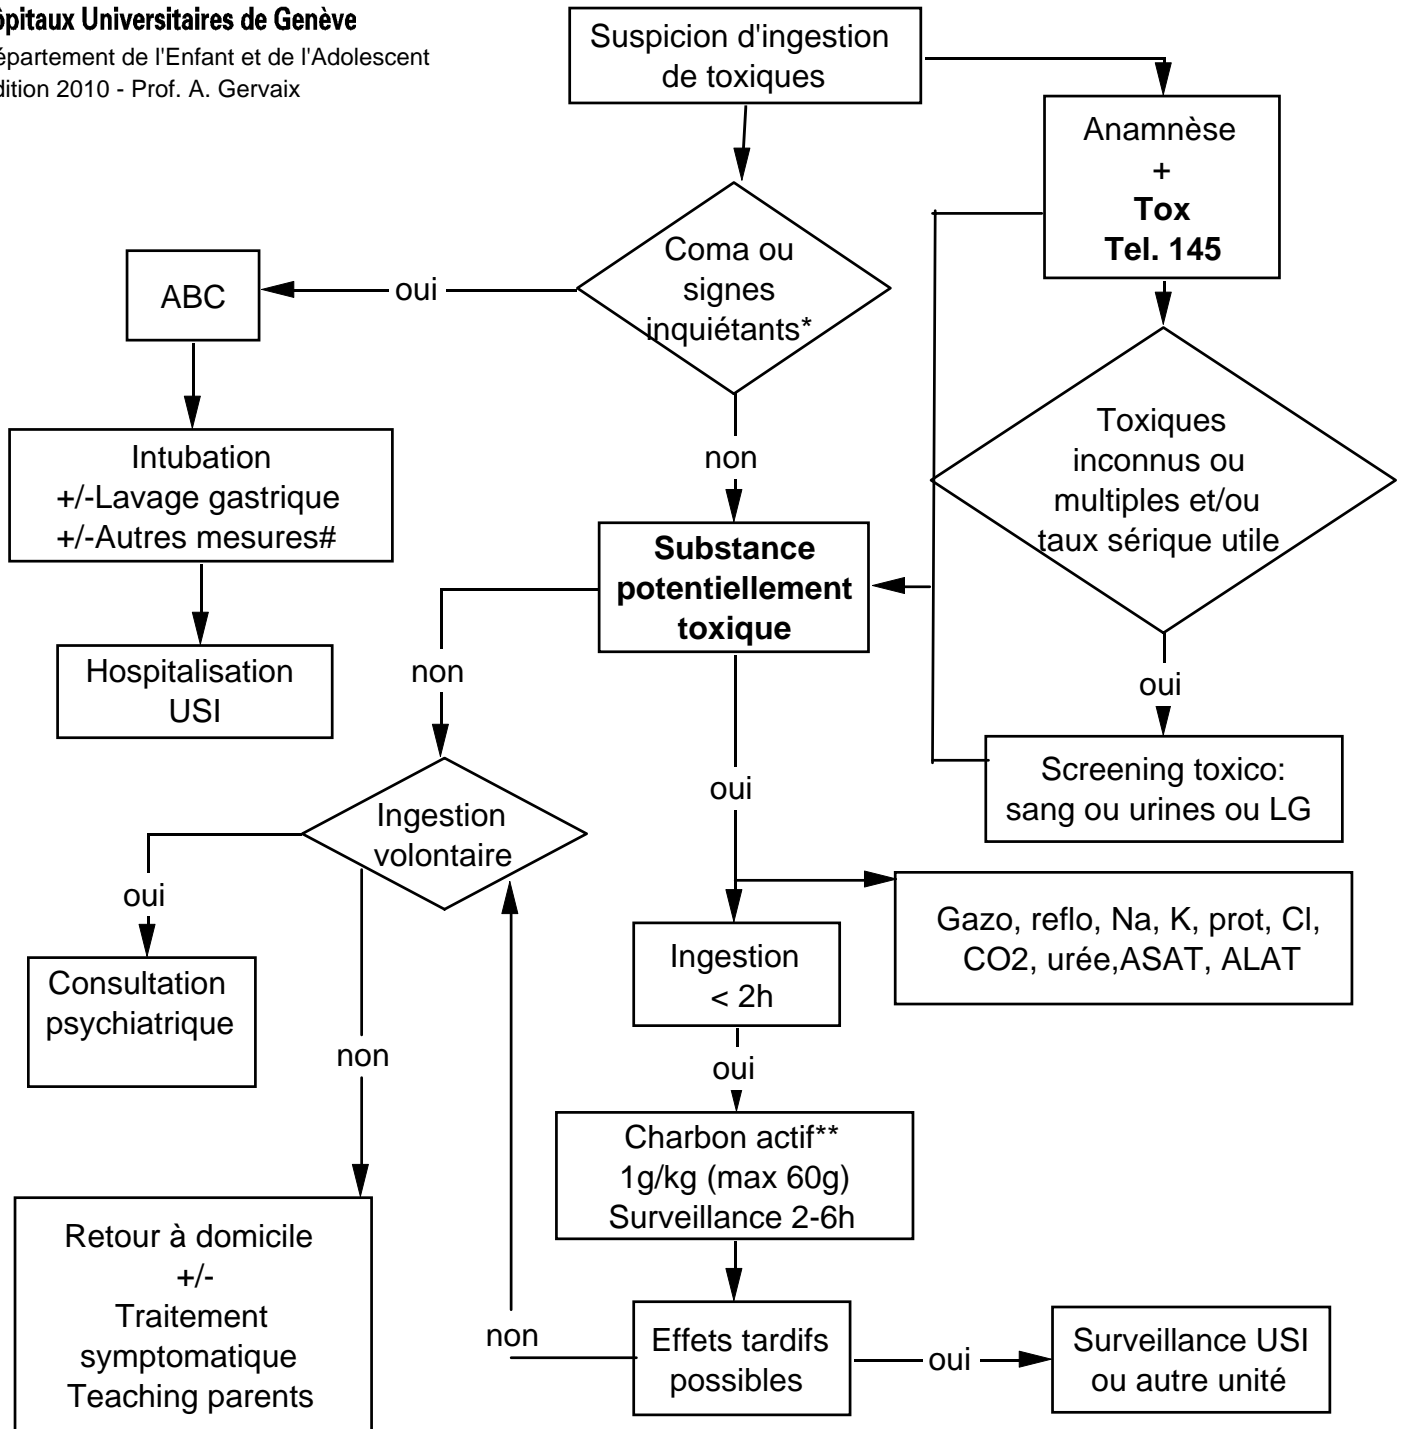 ôpitaux Universitaires de Genève
épartement de l'Enfant et de l'Adolescent
dition 2010 - Prof. A. Gervaix
Suspicion d'ingestion
de toxiques
Anamnèse
+
Tox
Tel. 145
Coma ou
signes
inquiétants*
oui
ABC
non
Intubation
+/-Lavage gastrique
+/-Autres mesures#
Hospitalisation
USI
Toxiques
inconnus ou
multiples et/ou
taux sérique utile
oui
Screening toxico:
sang ou urines ou LG
Substance
potentiellement
toxique
non
oui
Ingestion
volontaire
oui
Consultation
psychiatrique
non
Retour à domicile
+/-
Traitement
symptomatique
Teaching parents
Gazo, reflo, Na, K, prot, Cl,
CO2, urée,ASAT, ALAT
Ingestion
< 2h
oui
Charbon actif**
1g/kg (max 60g)
Surveillance 2-6h
Effets tardifs
possibles
non
oui
Surveillance USI
ou autre unité